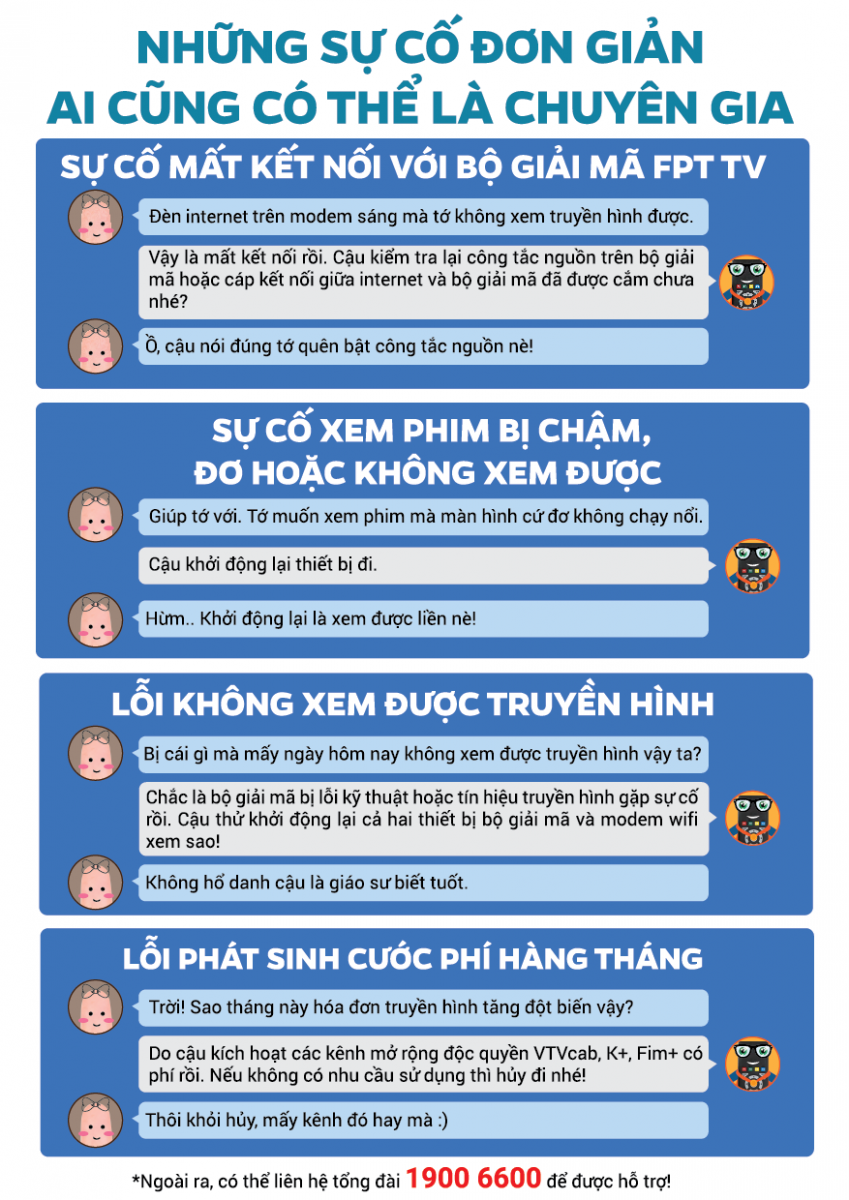 NHỮNG SỰ CỐ ĐƠN GIẢN
AI CŨNG CÓ THỂ LÀ CHUYÊN GIA
SỰ CỐ MẤT KẾT NỐI VỚI BỘ GIẢI MÃ FPT TV
Đèn internet trên modem sáng mà tớ không xem truyền hình được.
Vậy là mất kết nối rồi. Cậu kiểm tra lại công tắc nguồn trên bộ giải
mã hoặc cáp kết nối giữa internet và bộ giải mã đã được cắm chưa
nhé?
Ồ, cậu nói đúng tớ quên bật công tắc nguồn nè!
SỰ CỐ XEM PHIM BỊ CHẬM,
ĐƠ HOẶC KHÔNG XEM ĐƯỢC
Giúp tớ với. Tớ muốn xem phim mà màn hình cứ đơ không chạy nổi.
Cậu khởi động lại thiết bị đi.
Hừm.. Khởi động lại là xem được liền nè!
LỖI KHÔNG XEM ĐƯỢC TRUYỀN HÌNH
Bị cái gì mà mấy ngày hôm nay không xem được truyền hình vậy ta?
Chắc là bộ giải mã bị lỗi kỹ thuật hoặc tín hiệu truyền hình gặp sự cố
rồi. Cậu thử khởi động lại cả hai thiết bị bộ giải mã và modem wifi
xem sao!
Không hổ danh cậu là giáo sư biết tuốt.
LỖI PHÁT SINH CƯỚC PHÍ HÀNG THÁNG
Trời! Sao tháng này hóa đơn truyền hình tăng đột biến vậy?
Do cậu kích hoạt các kênh mở rộng độc quyền VTVcab, K+, Fim+ có
phí rồi. Nếu không có nhu cầu sử dụng thì hủy đi nhé!
Thôi khỏi hủy, mấy kênh đó hay mà :)
*Ngoài ra, có thể liên hệ tổng đài 1900 6600 để được hỗ trợ!